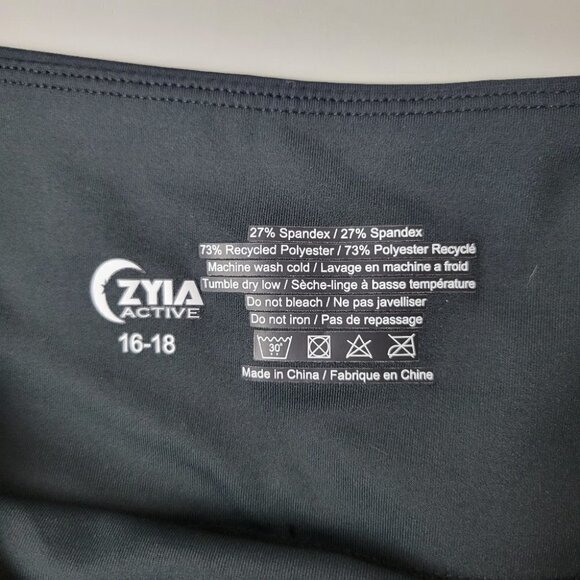 ZYIA
ACTIVE
16-18
27% Spandex / 27% Spandex
73% Recycled Polyester / 73% Polyester Recyclé
Machine wash cold / Lavage en machine a froid
Tumble dry low / Sèche-linge à basse température
Do not bleach / Ne pas javelliser
Do not iron / Pas de repassage
30°
Made in China / Fabrique en Chine